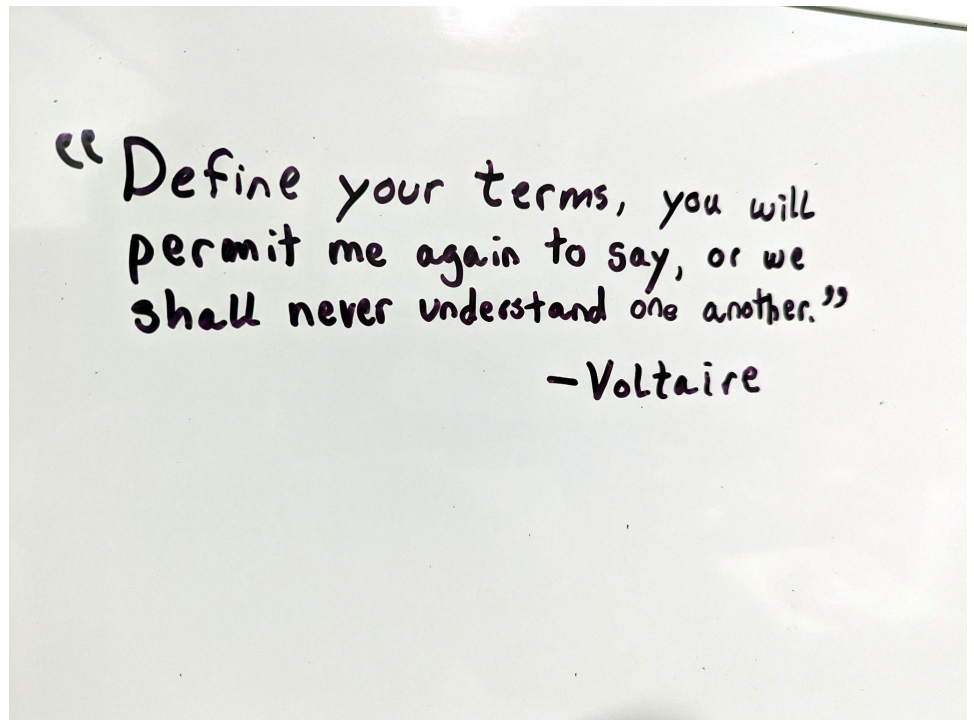 “Define your terms, you will
permit me again to say, or we
shall never understand one another.”
–Voltaire